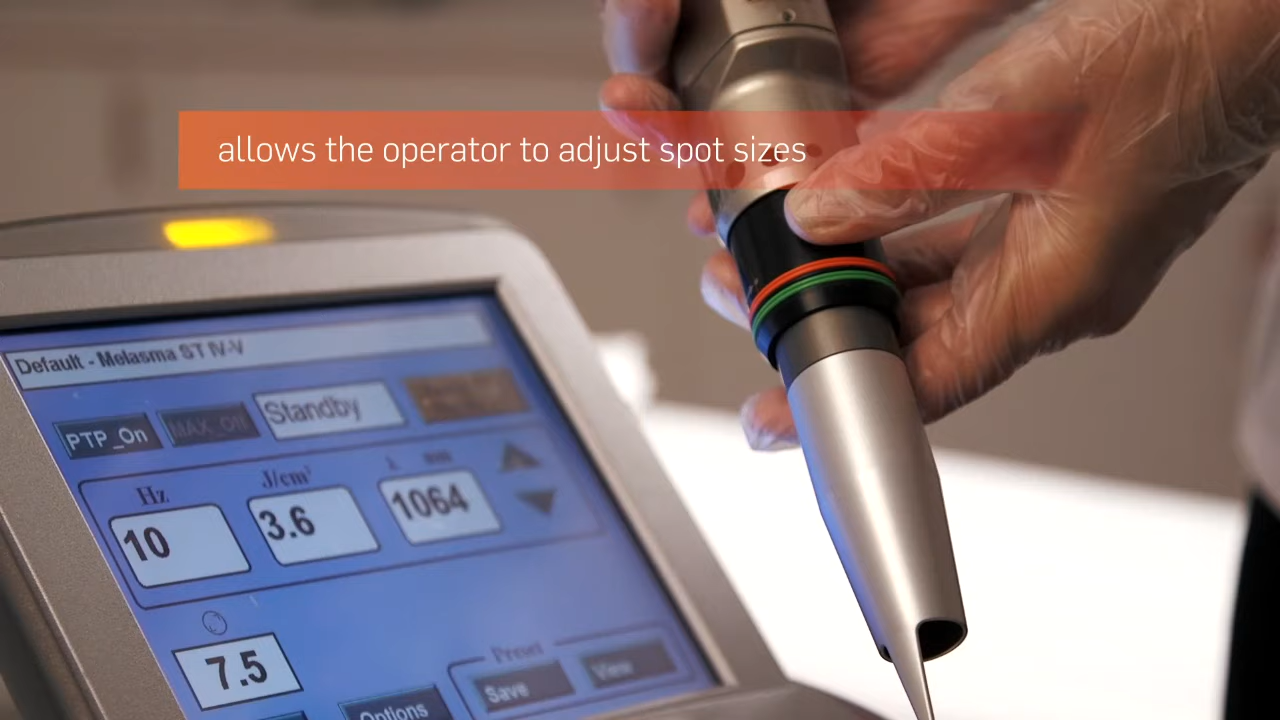 allows the operator to adjust spot sizes
Default - Melasma ST IV-V
PTP_On MAX_Off Standby
Hz J/cm²
10 3.6 1064
7.5
Preset
Options Save View